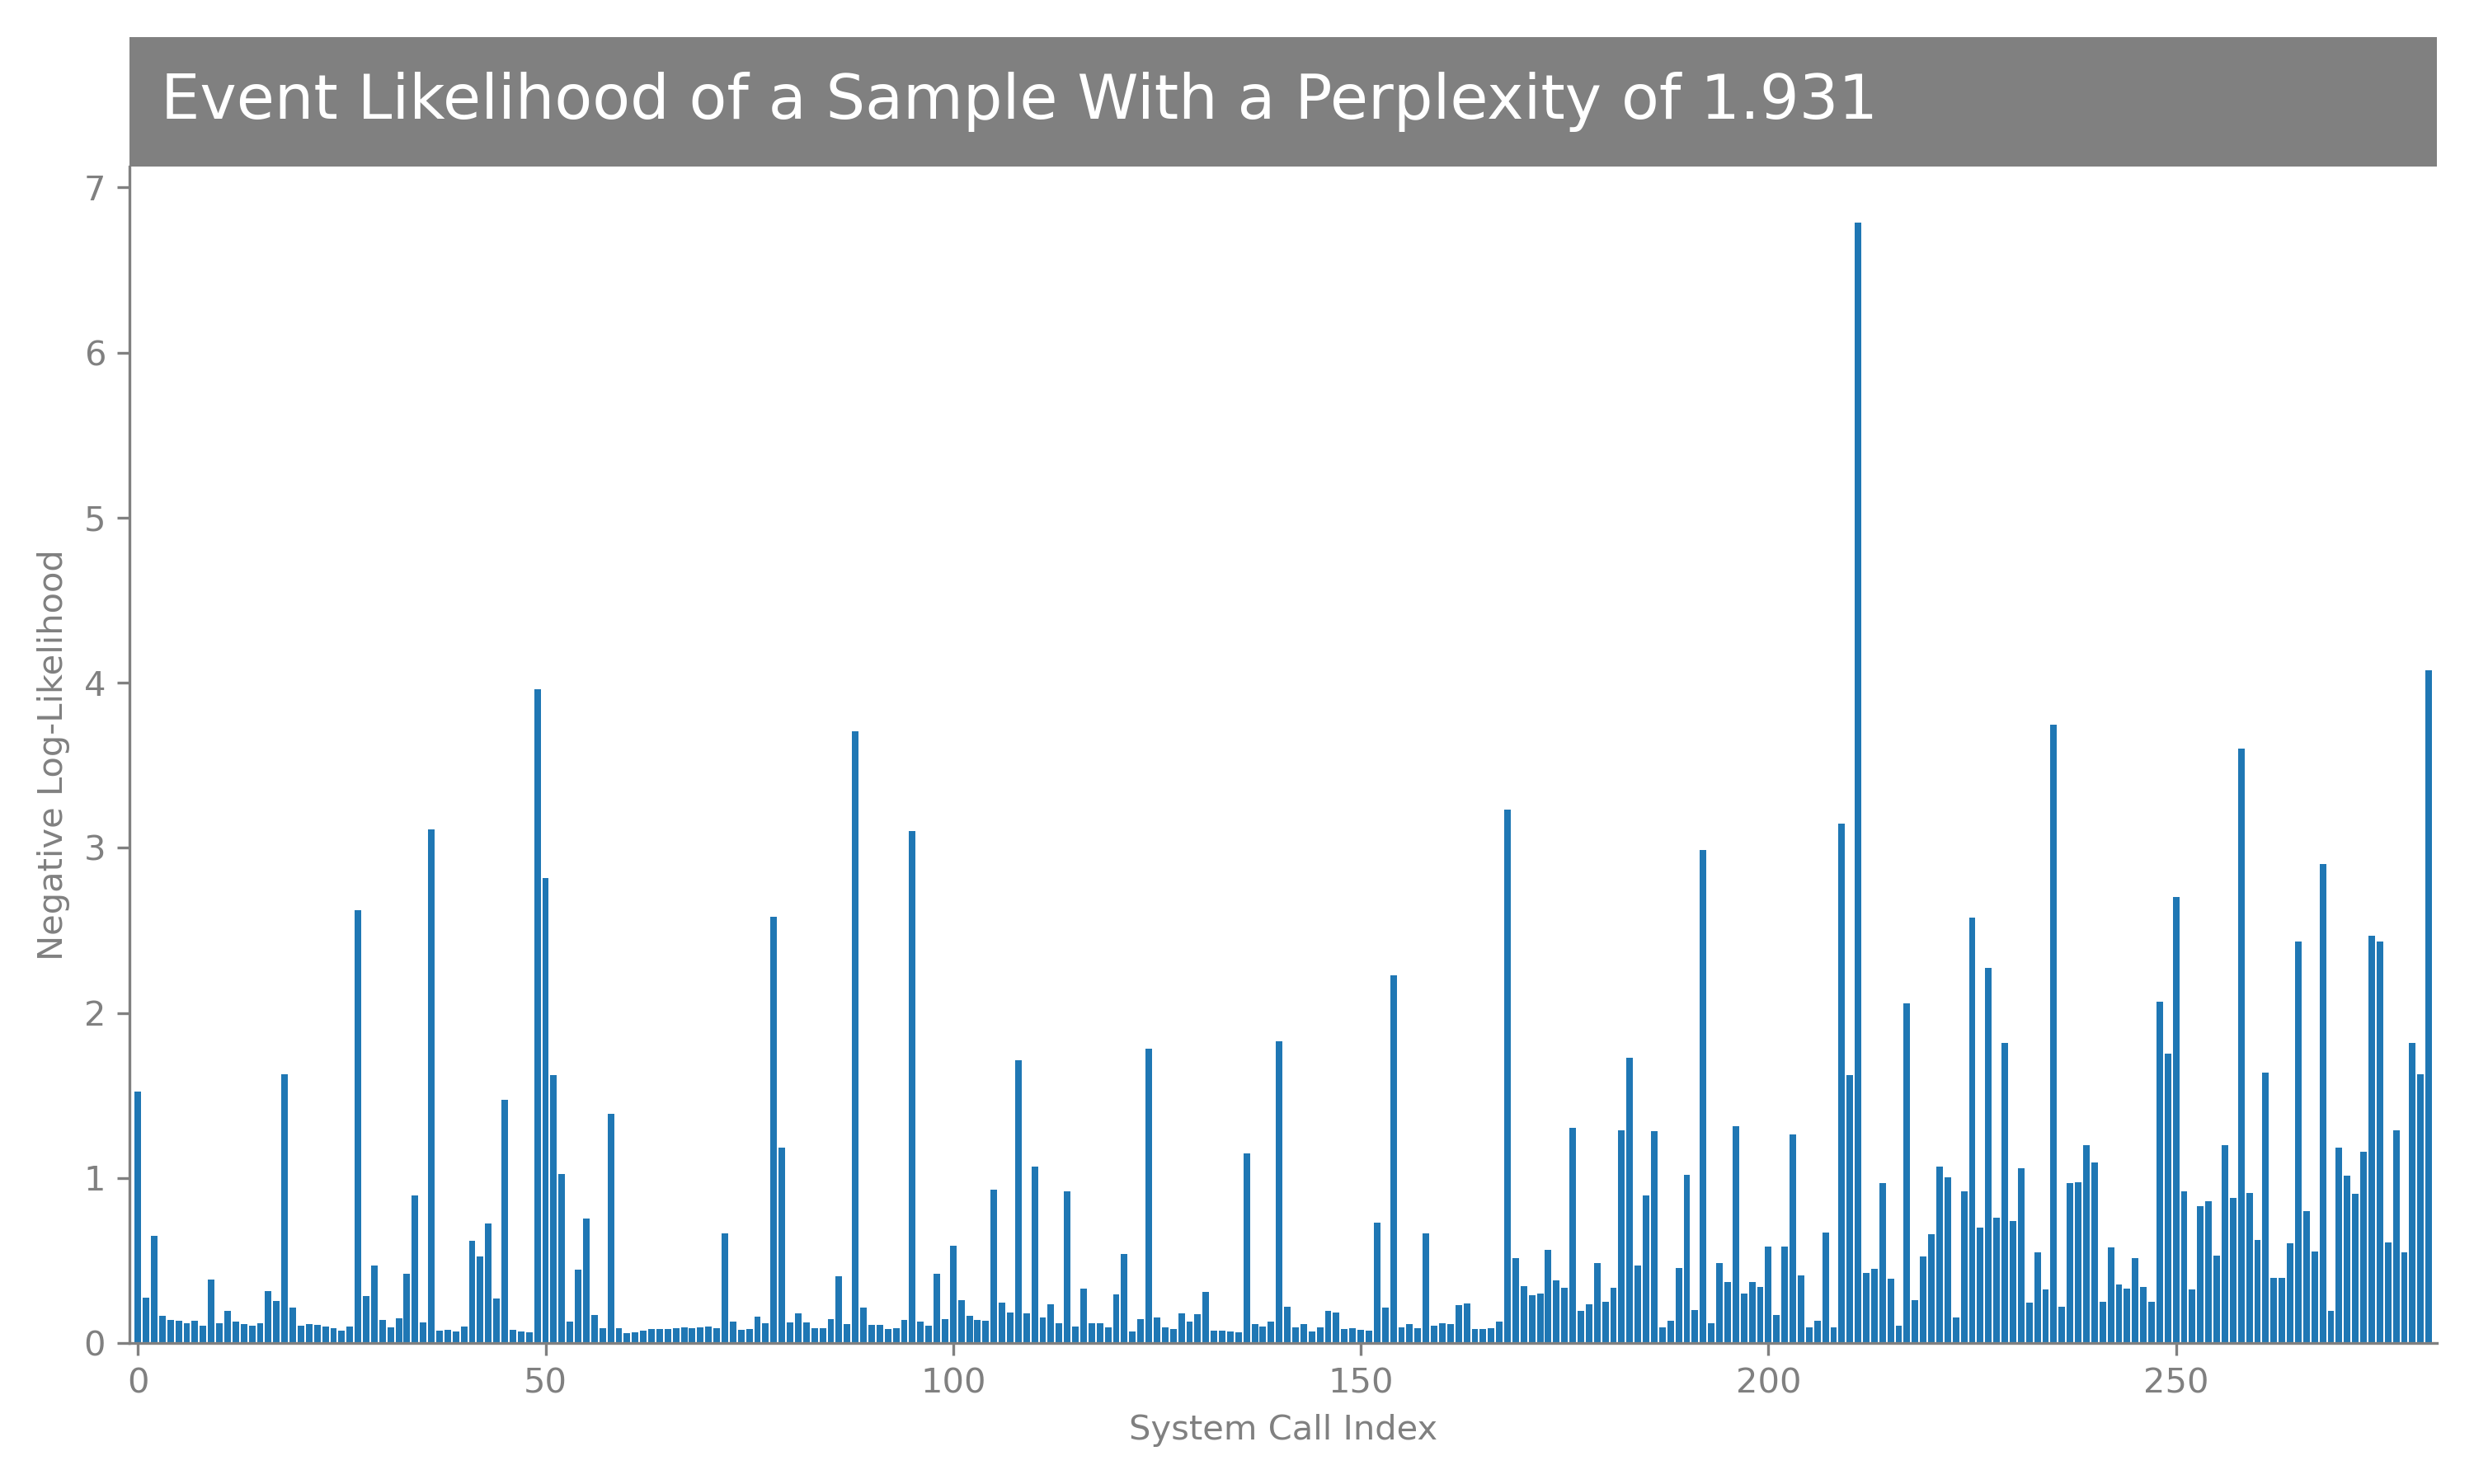 Event Likelihood of a Sample With a Perplexity of 1.931
7
6
5
4
3
2
1
0
Negative Log-Likelihood
0 50 100 150 200 250
System Call Index